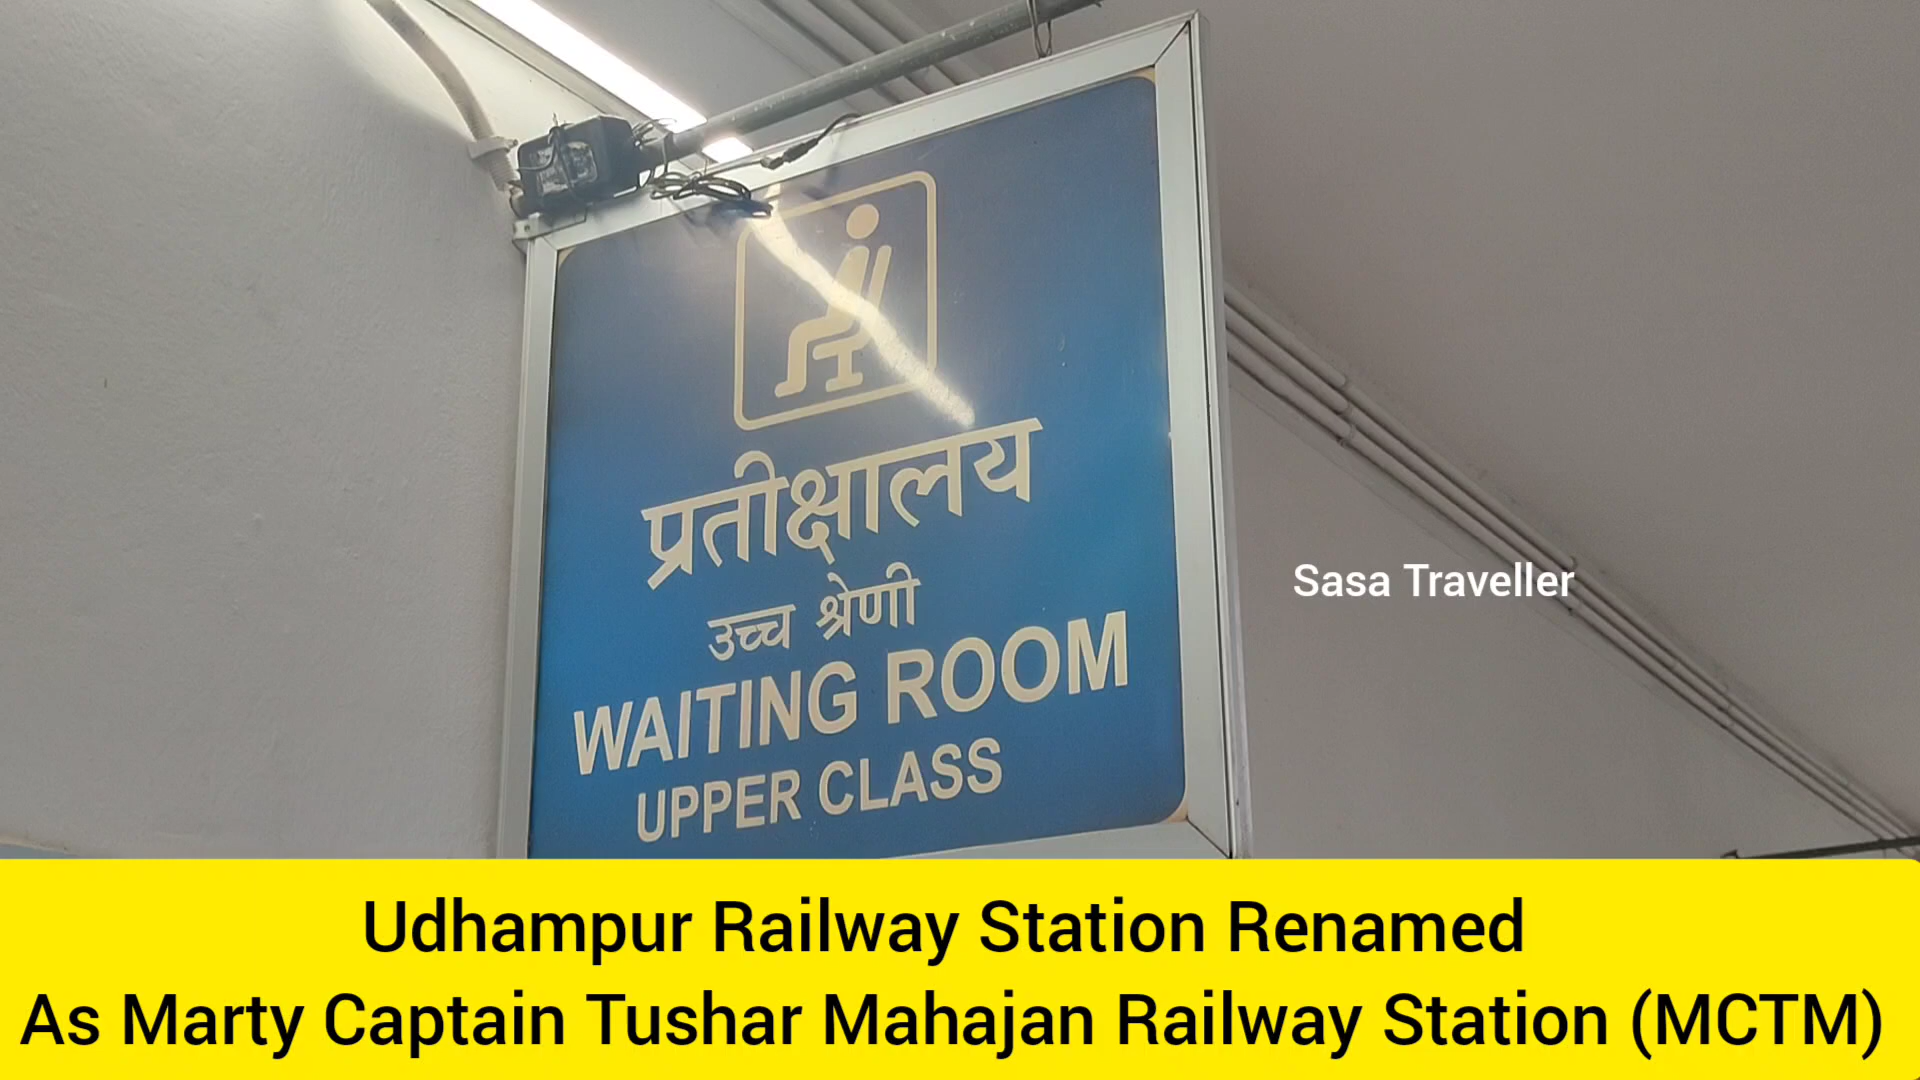 प्रतीक्षालय
उच्च श्रेणी
WAITING ROOM
UPPER CLASS
Sasa Traveller
Udhampur Railway Station Renamed
As Marty Captain Tushar Mahajan Railway Station (MCTM)